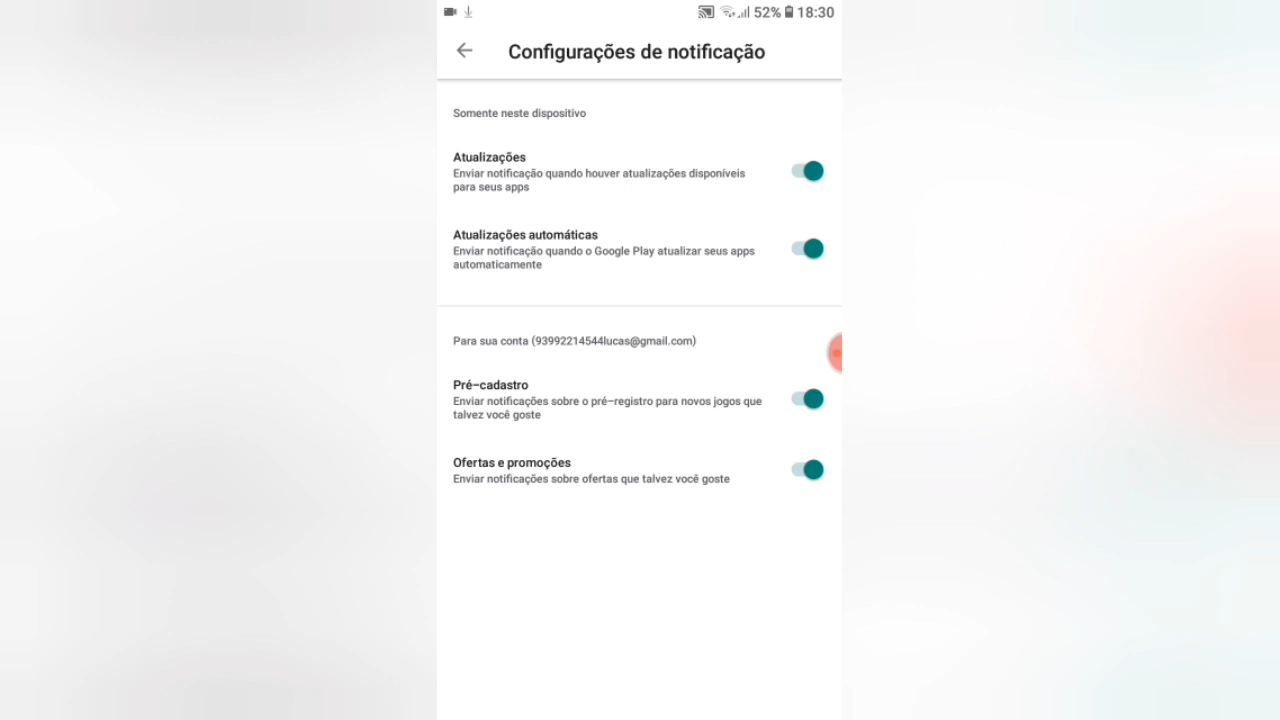 52% 18:30
Configurações de notificação
Somente neste dispositivo
Atualizações
Enviar notificação quando houver atualizações disponíveis
para seus apps
Atualizações automáticas
Enviar notificação quando o Google Play atualizar seus apps
automaticamente
Para sua conta (93992214544lucas@gmail.com)
Pré-cadastro
Enviar notificações sobre o pré-registro para novos jogos que
talvez você goste
Ofertas e promoções
Enviar notificações sobre ofertas que talvez você goste